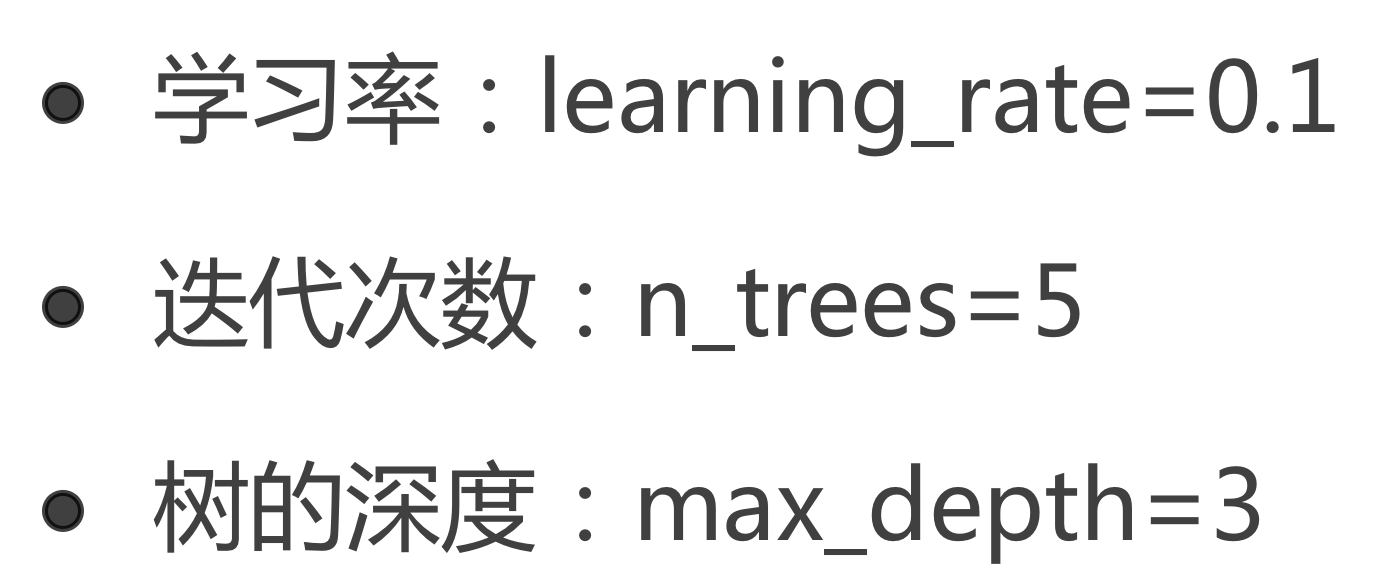 • 学习率：learning_rate=0.1
• 迭代次数：n_trees=5
• 树的深度：max_depth=3